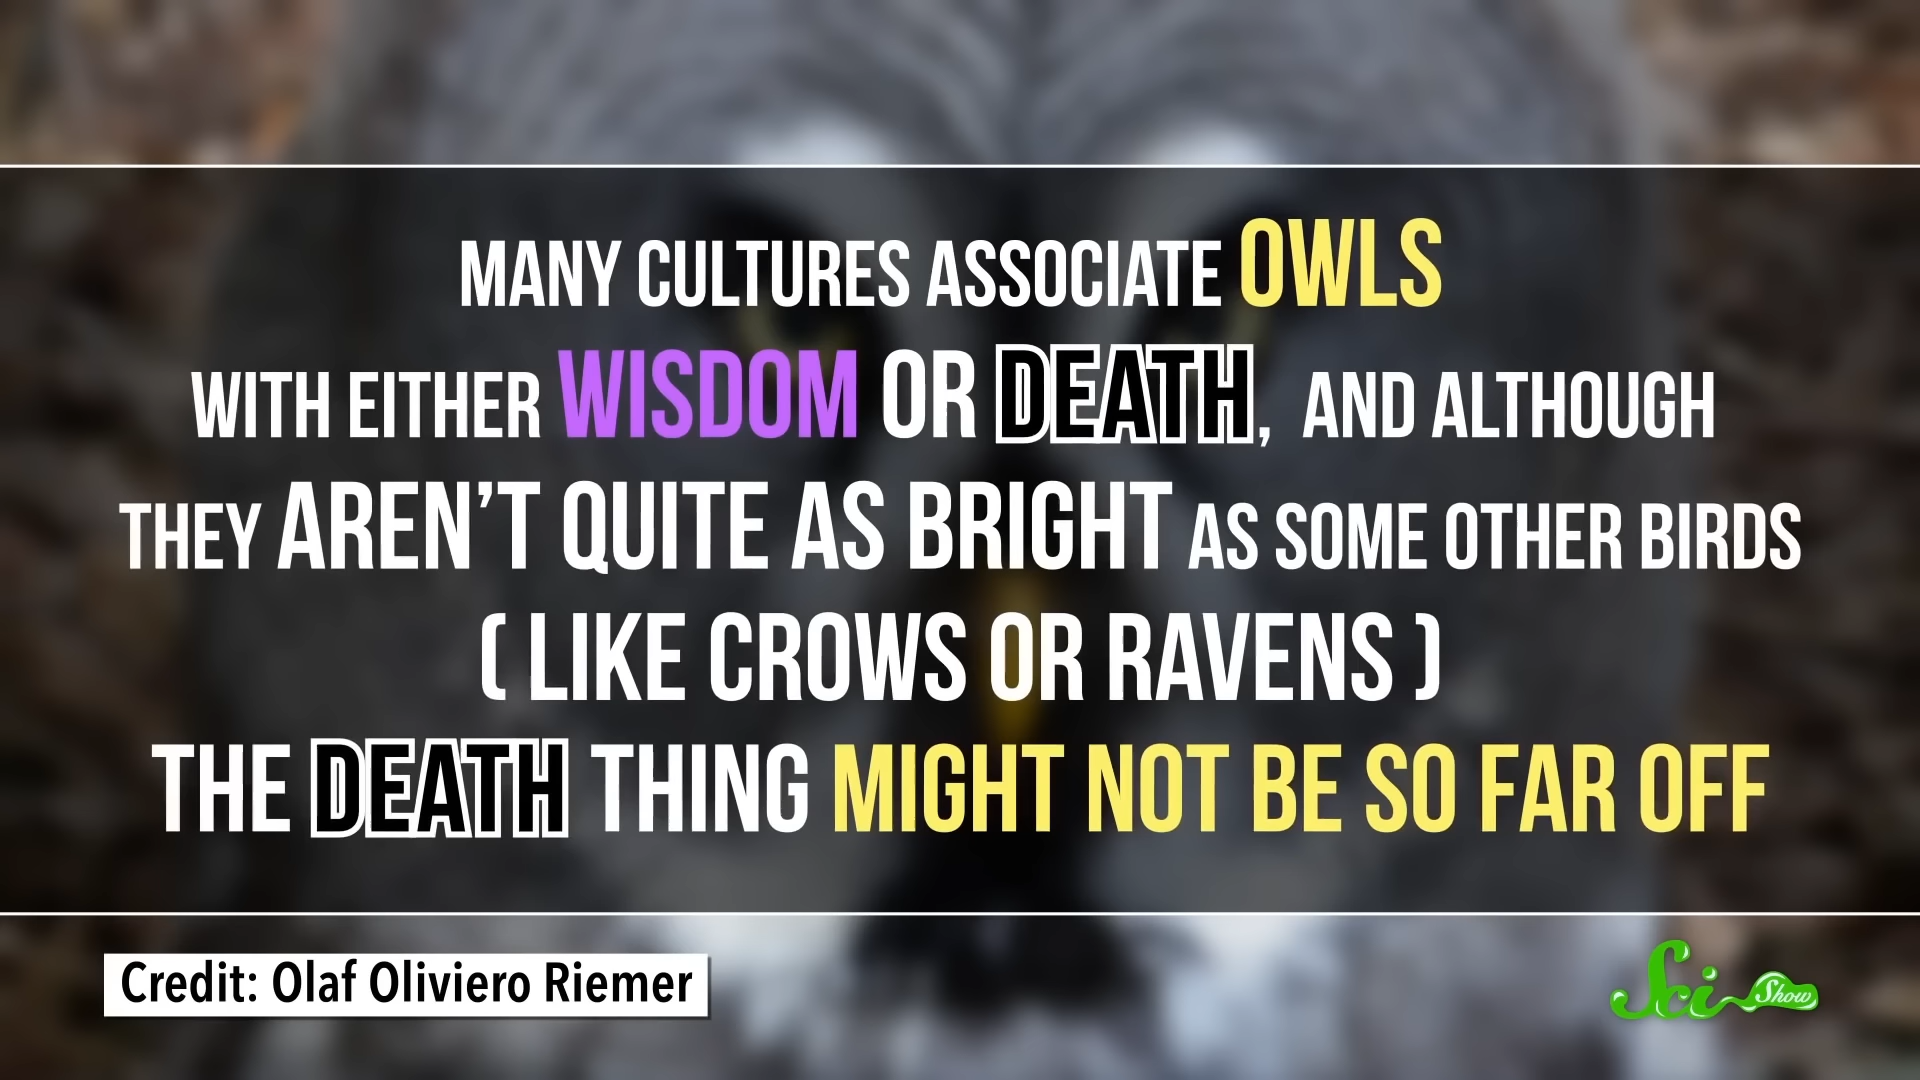 MANY CULTURES ASSOCIATE OWLS
WITH EITHER WISDOM OR DEATH, AND ALTHOUGH
THEY AREN’T QUITE AS BRIGHT AS SOME OTHER BIRDS
( LIKE CROWS OR RAVENS )
THE DEATH THING MIGHT NOT BE SO FAR OFF
Credit: Olaf Oliviero Riemer
Sci Show